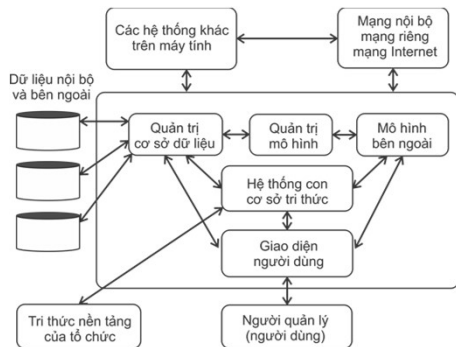 Các hệ thống khác
trên máy tính
Mạng nội bộ
mạng riêng
mạng Internet
Dữ liệu nội bộ
và bên ngoài
Quản trị
cơ sở dữ liệu
Quản trị
mô hình
Mô hình
bên ngoài
Hệ thống con
cơ sở tri thức
Giao diện
người dùng
Tri thức nền tảng
của tổ chức
Người quản lý
(người dùng)